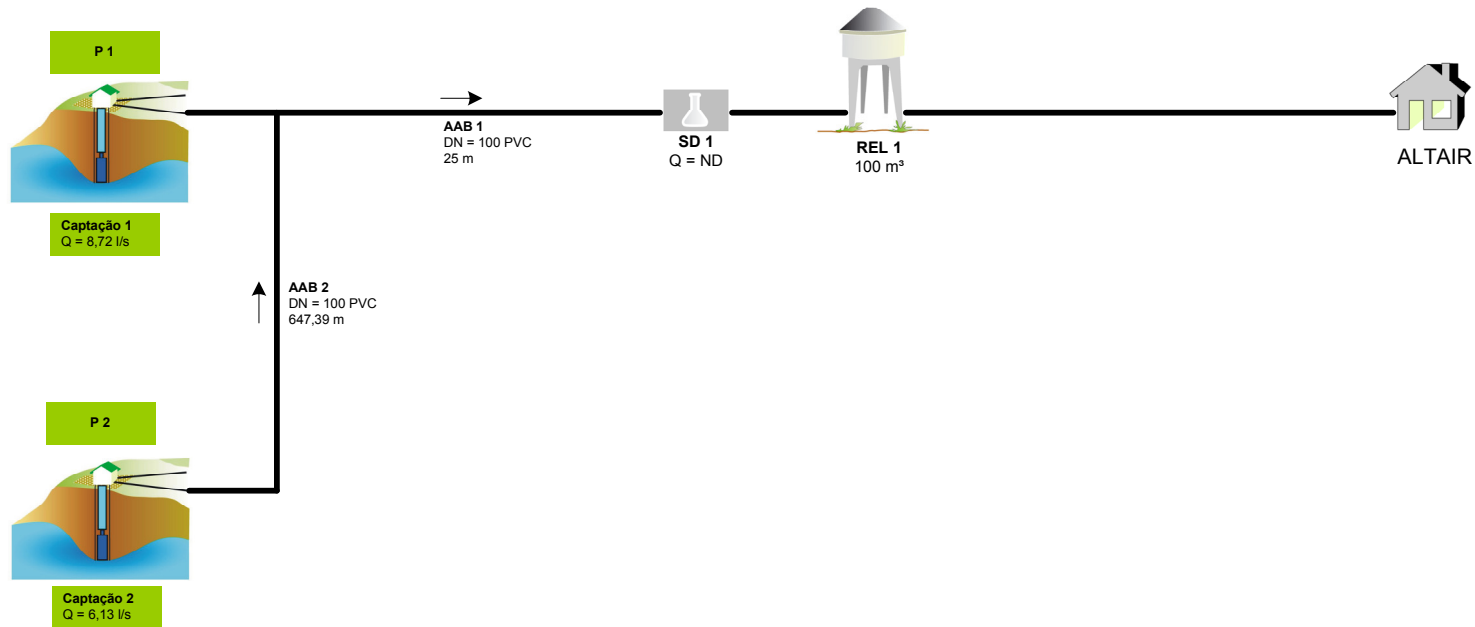 P 1
Captação 1
Q = 8,72 l/s
AAB 1
DN = 100 PVC
25 m
SD 1
Q = ND
REL 1
100 m³
ALTAIR
AAB 2
DN = 100 PVC
647,39 m
P 2
Captação 2
Q = 6,13 l/s